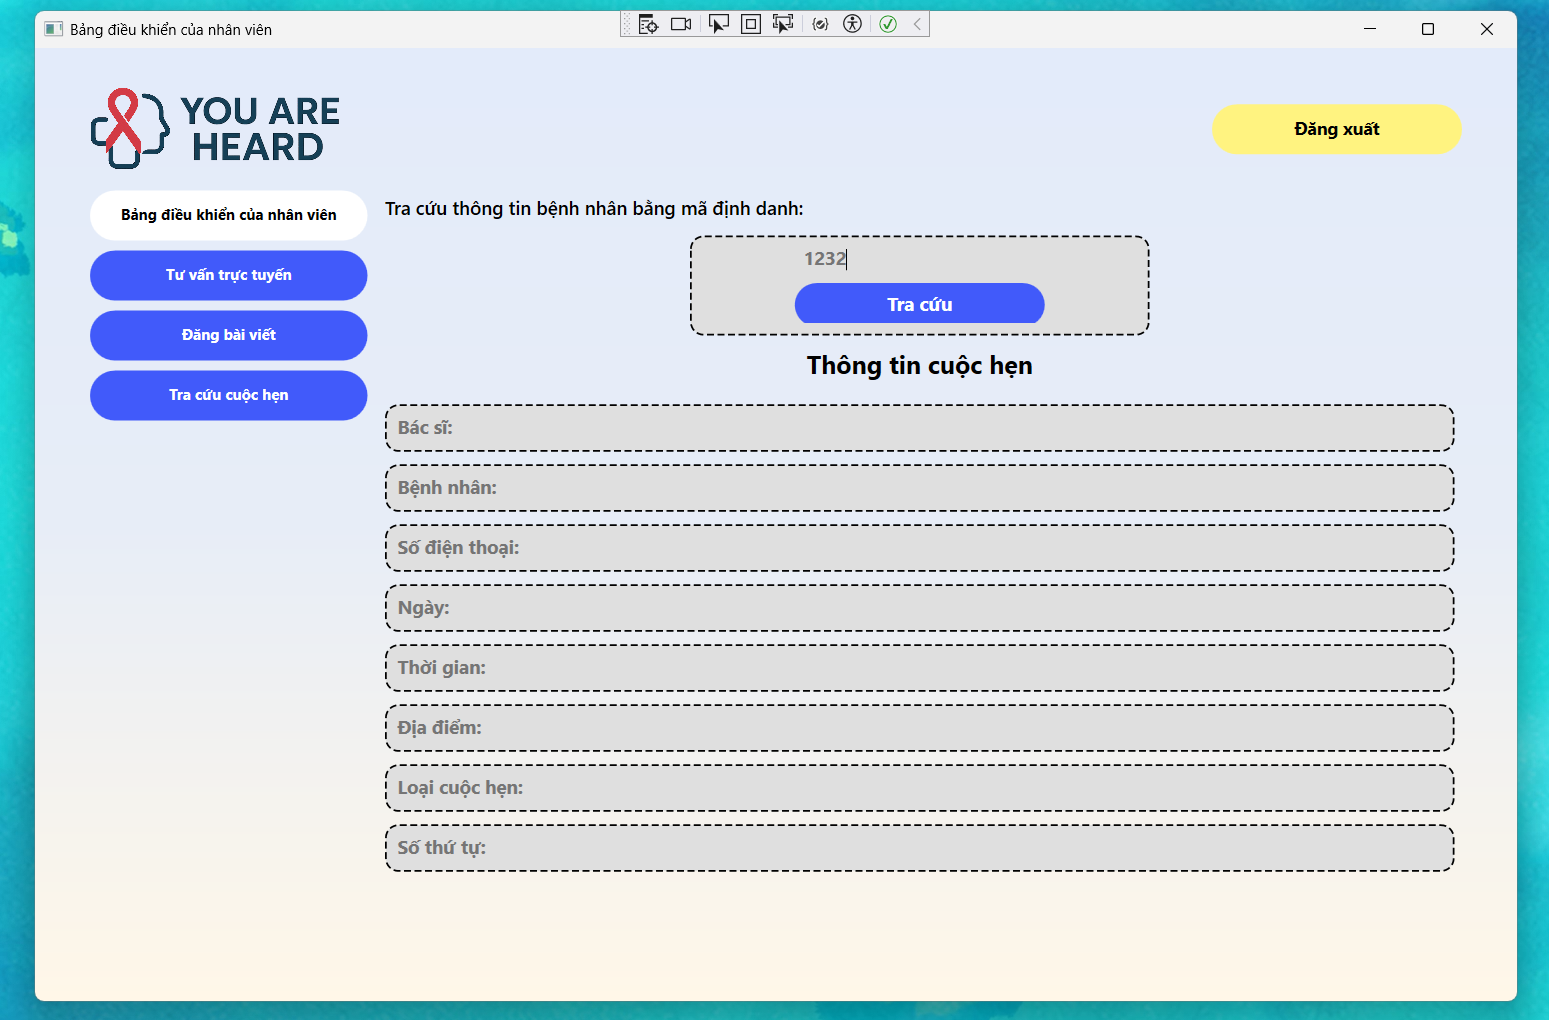 Bảng điều khiển của nhân viên
YOU ARE
HEARD
Đăng xuất
Bảng điều khiển của nhân viên
Tư vấn trực tuyến
Đăng bài viết
Tra cứu cuộc hẹn
Tra cứu thông tin bệnh nhân bằng mã định danh:
1232
Tra cứu
Thông tin cuộc hẹn
Bác sĩ:
Bệnh nhân:
Số điện thoại:
Ngày:
Thời gian:
Địa điểm:
Loại cuộc hẹn:
Số thứ tự: